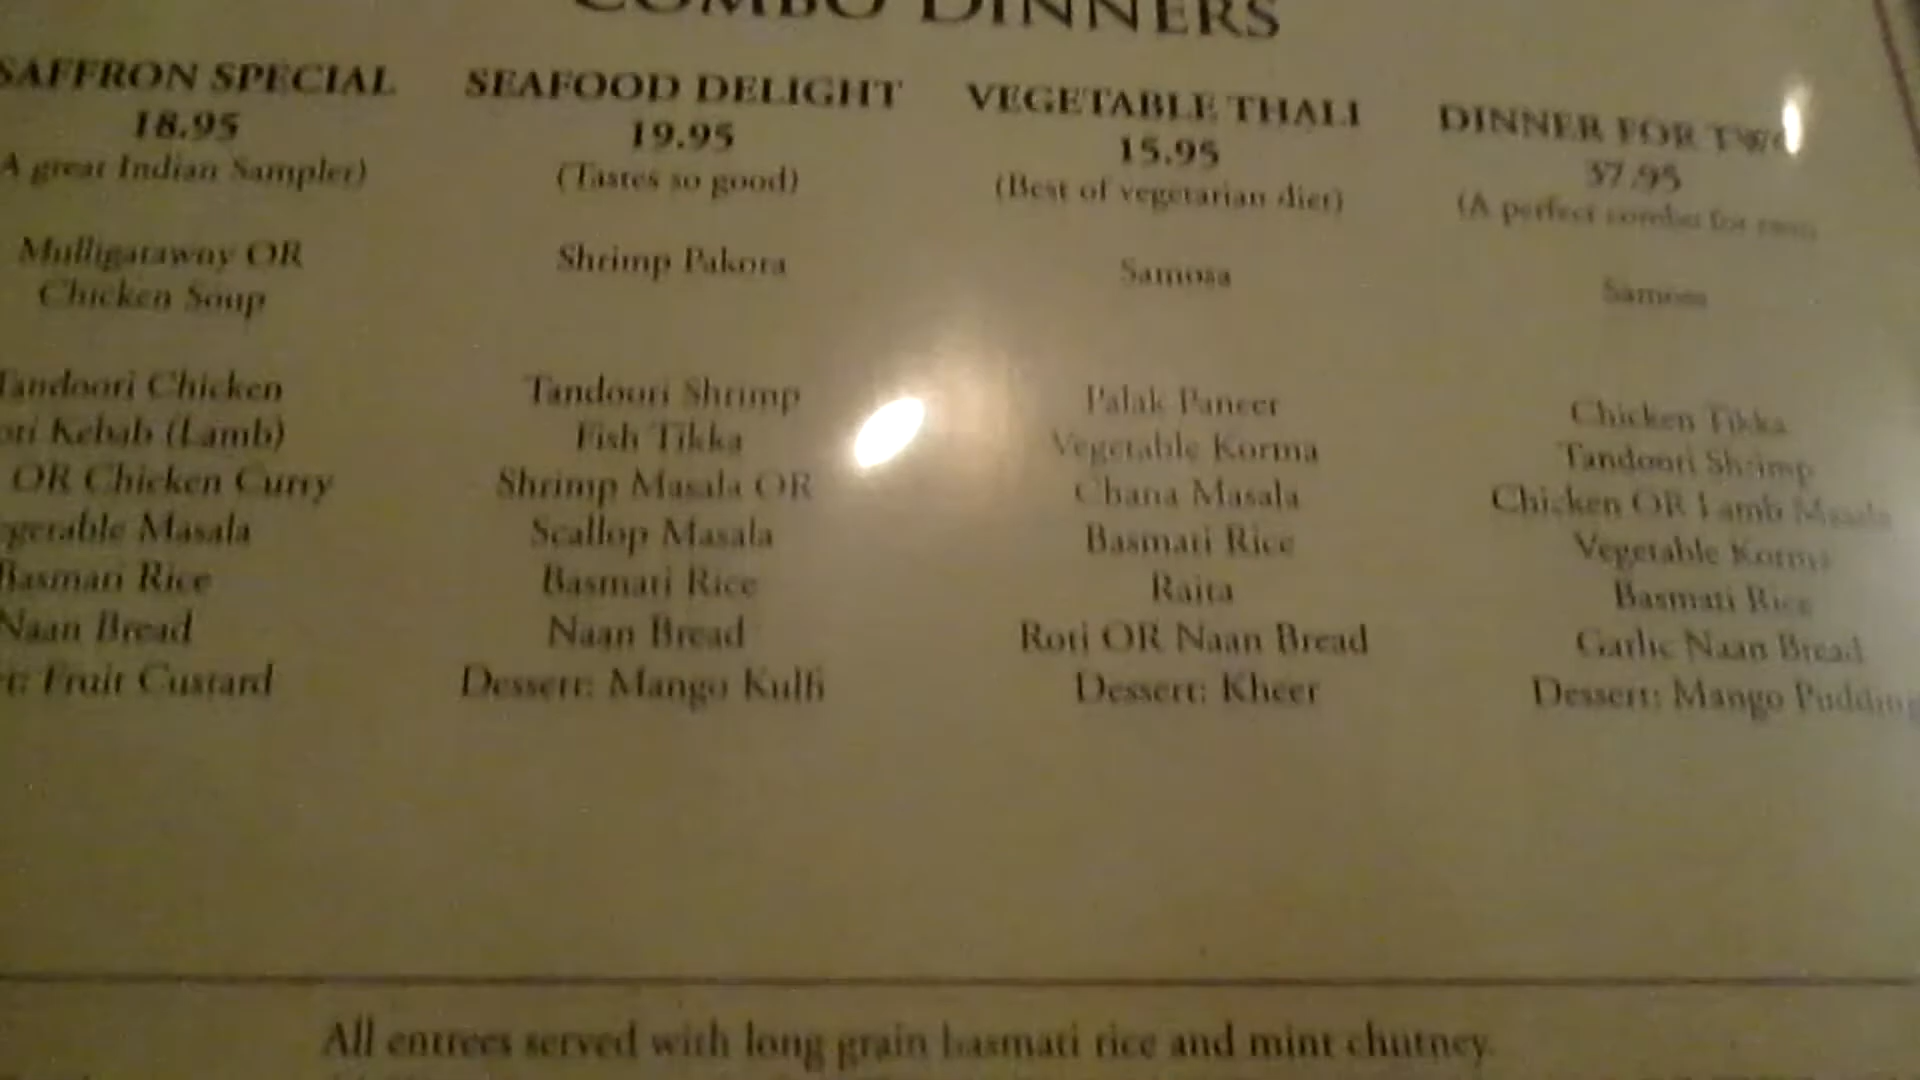 COMBO DINNERS
SAFFRON SPECIAL
18.95
A great Indian Sampler)
Mulligatawny OR
Chicken Soup
Tandoori Chicken
Kebab (Lamb)
OR Chicken Curry
Masala
Basmati Rice
Naan Bread
Fruit Custard
SEAFOOD DELIGHT
19.95
(Tastes so good)
Shrimp Pakora
Tandoori Shrimp
Fish Tikka
Shrimp Masala OR
Scallop Masala
Basmati Rice
Naan Bread
Dessert: Mango Kulfi
VEGETABLE THALI
15.95
(Best of vegetarian diet)
Samosa
Palak Paneer
Vegetable Korma
Chana Masala
Basmati Rice
Raita
Roti OR Naan Bread
Dessert: Kheer
DINNER FOR TWO
37.95
(A perfect combo for
Samosa
Chicken Tikka
Tandoori Shrimp
Chicken OR Lamb Masala
Vegetable Korma
Basmati Rice
Garlic Naan Bread
Dessert: Mango Pudding
All entrees served with long grain basmati rice and mint chutney.